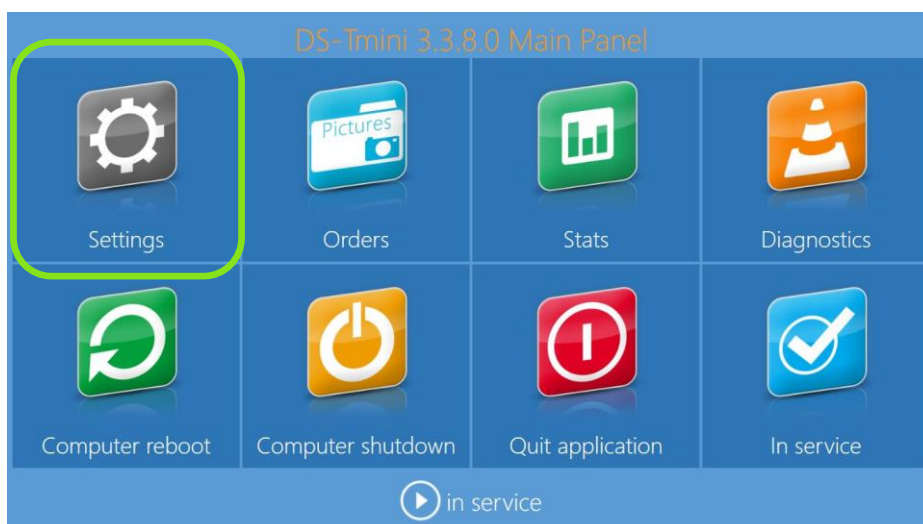 DS-Tmini 3.3.8.0 Main Panel
Pictures
Settings
Orders
Stats
Diagnostics
Computer reboot
Computer shutdown
Quit application
In service
in service